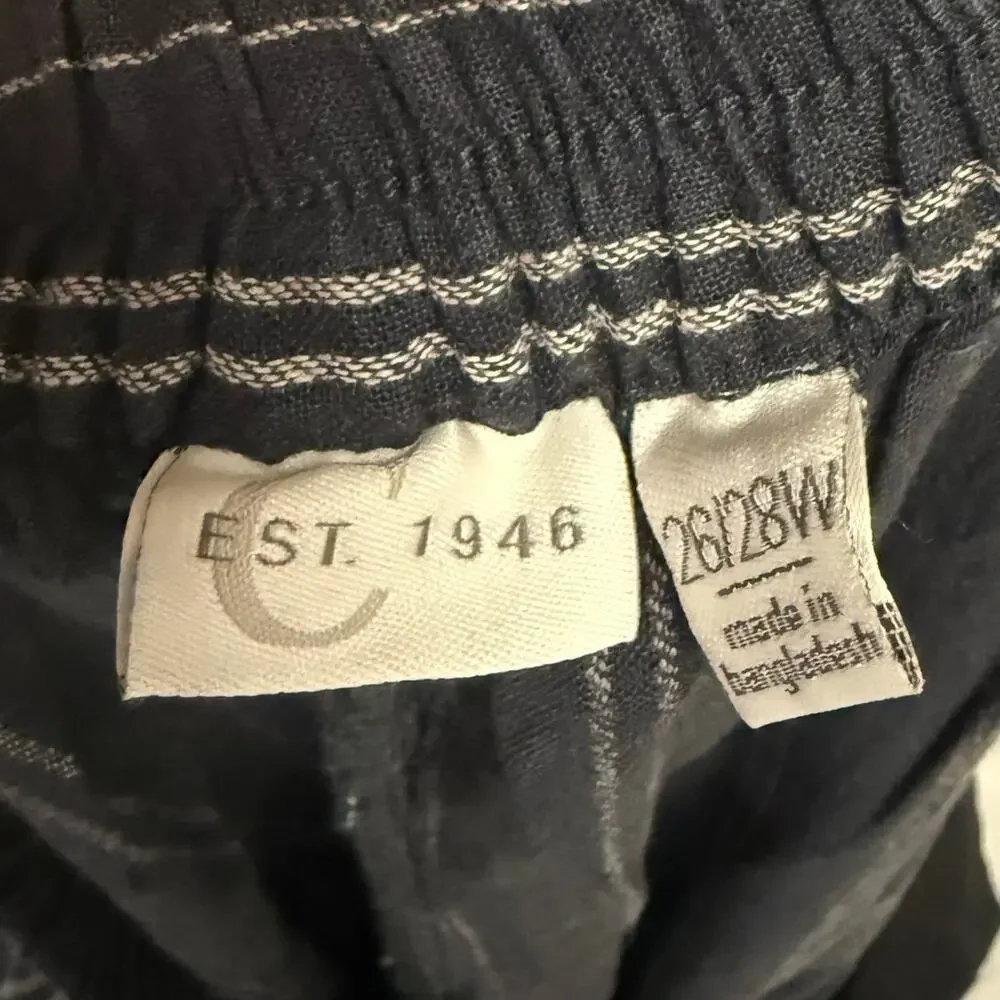 C
EST. 1946
26/28W
made in
bangladesh